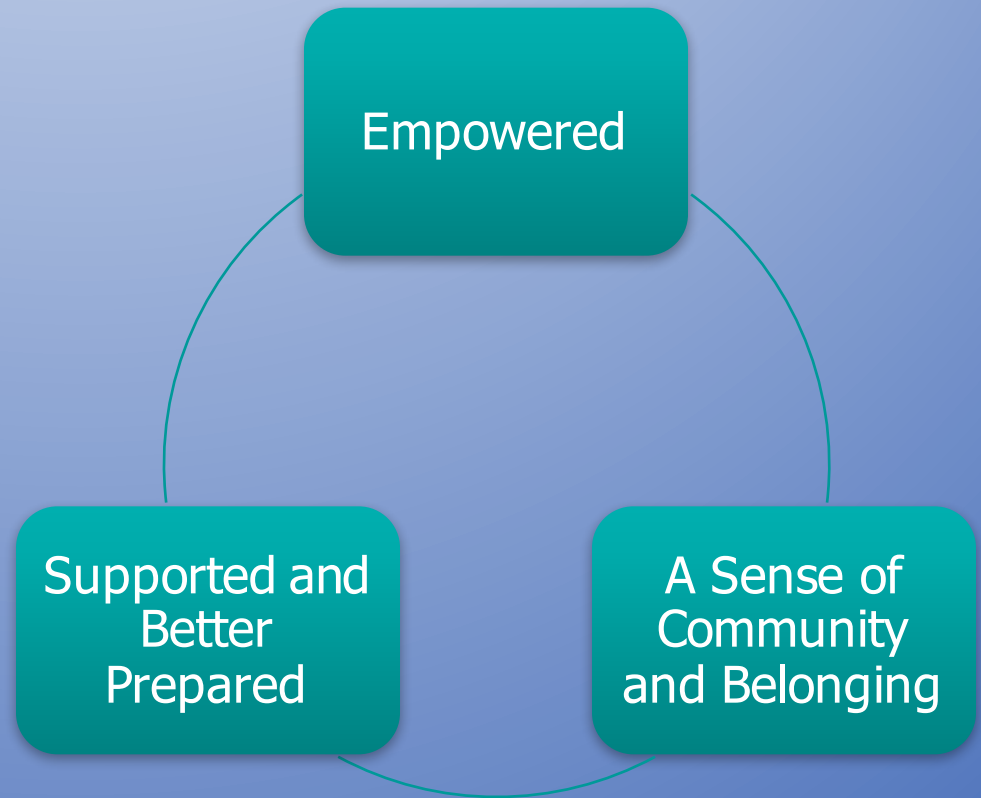 Empowered
Supported and
Better
Prepared
A Sense of
Community
and Belonging